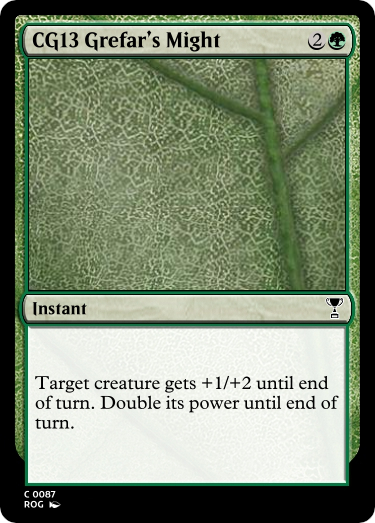 CG13 Grefar's Might 2
Instant
Target creature gets +1/+2 until end
of turn. Double its power until end of
turn.
C 0087
ROG